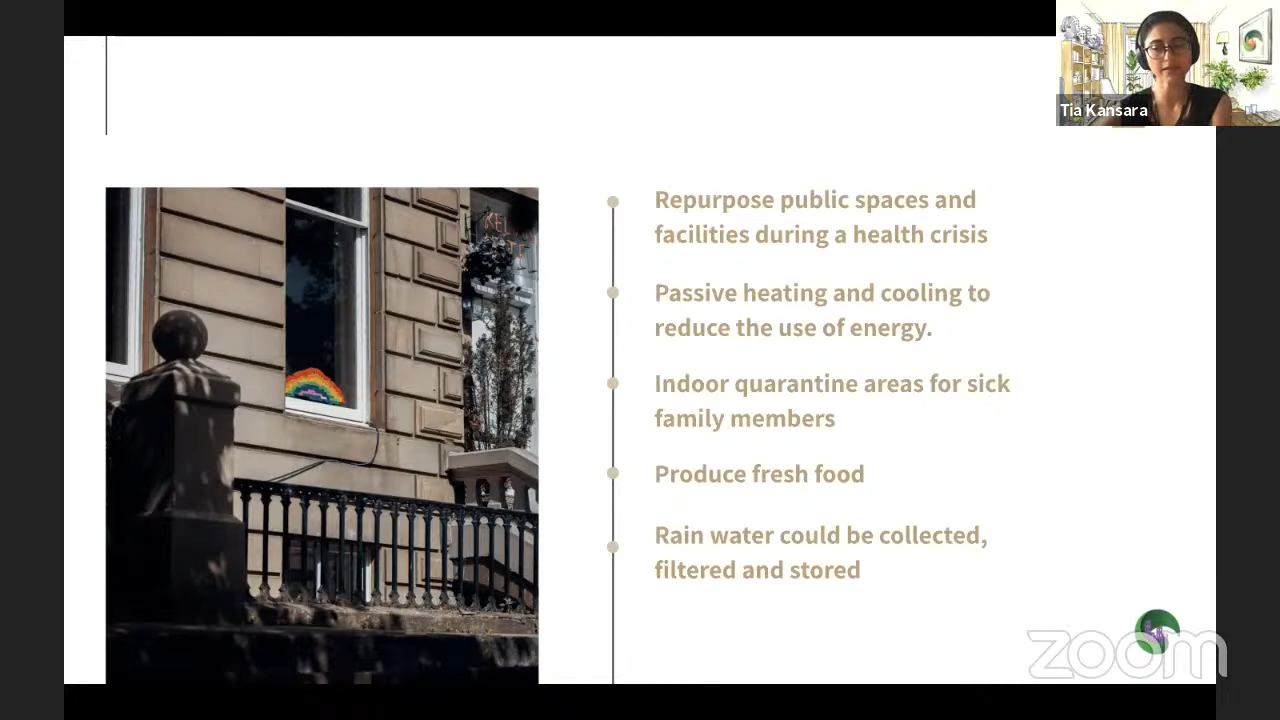 Tia Kansara
Repurpose public spaces and
facilities during a health crisis
Passive heating and cooling to
reduce the use of energy.
Indoor quarantine areas for sick
family members
Produce fresh food
Rain water could be collected,
filtered and stored
zoom